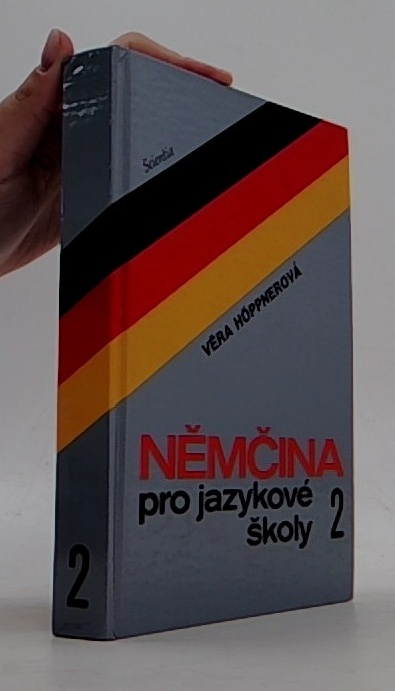 Scientia
VĚRA HÖPPNEROVÁ
NĚMČINA
pro jazykové
školy 2
2